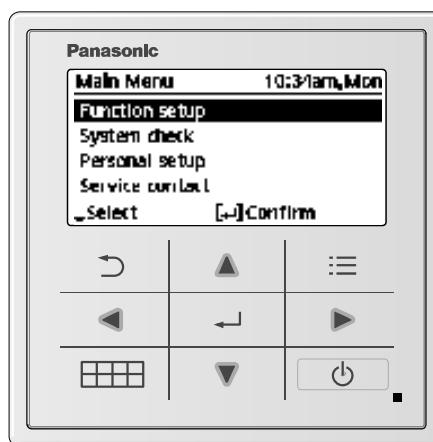 Panasonic
Main Menu 10:34am,Mon
Function setup
System check
Personal setup
Service contact
Select [↵]Confirm